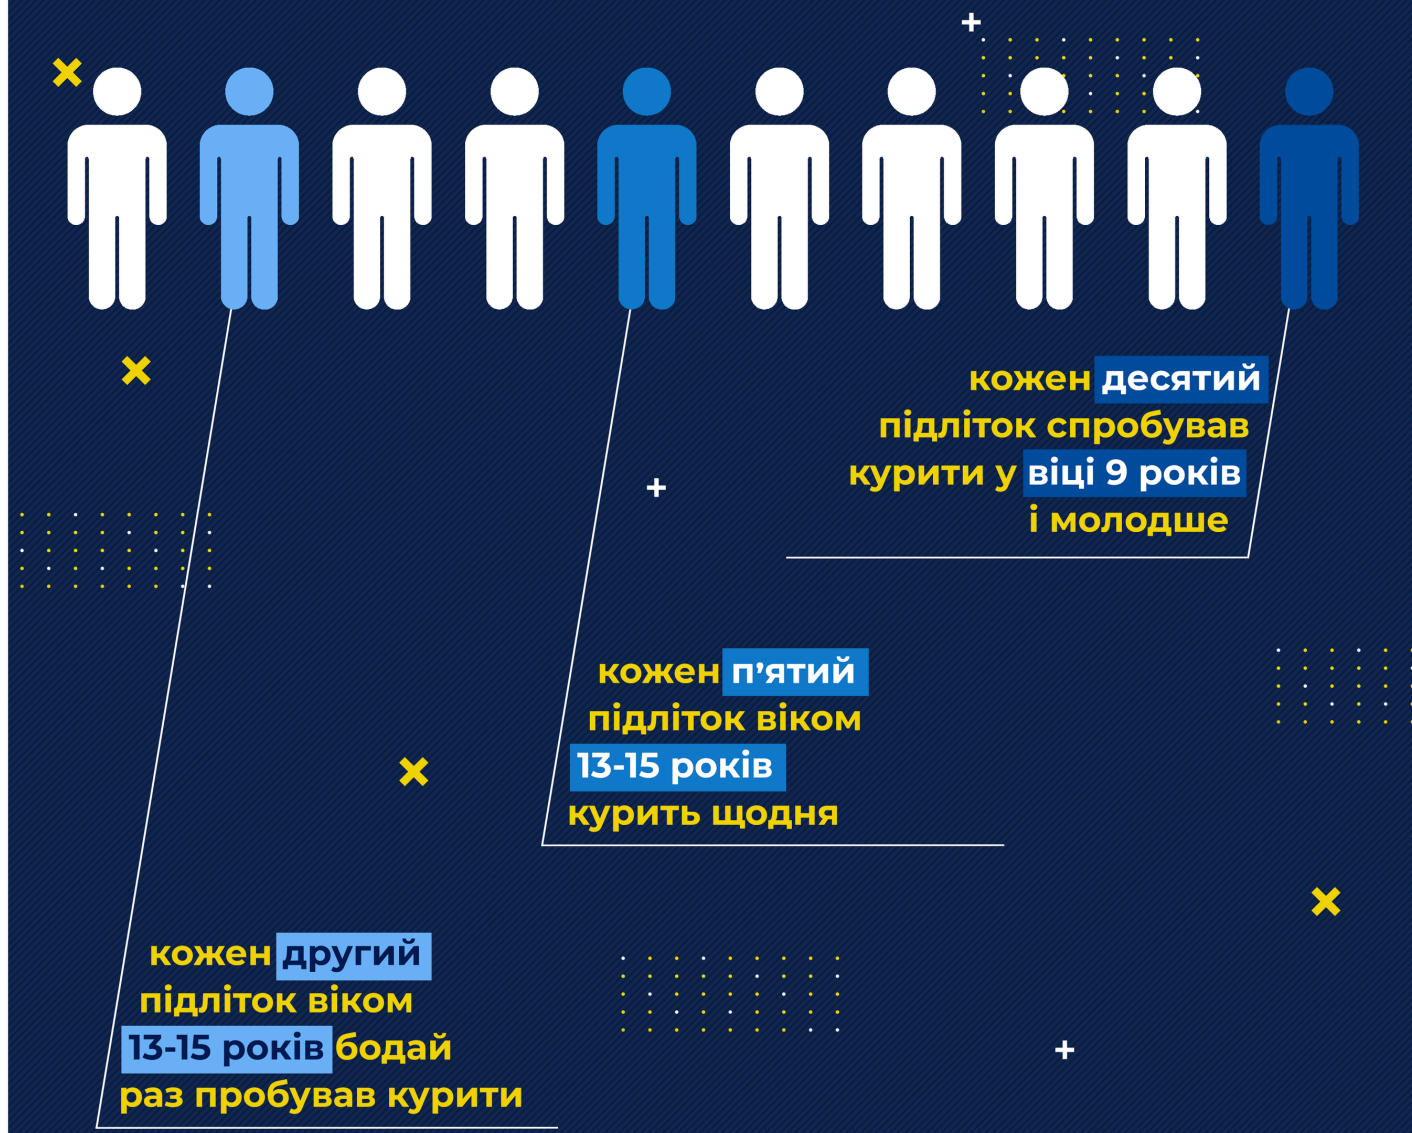 кожен десятий
підліток спробував
курити у віці 9 років
і молодше
кожен п'ятий
підліток віком
13-15 років
курить щодня
кожен другий
підліток віком
13-15 років бодай
раз пробував курити